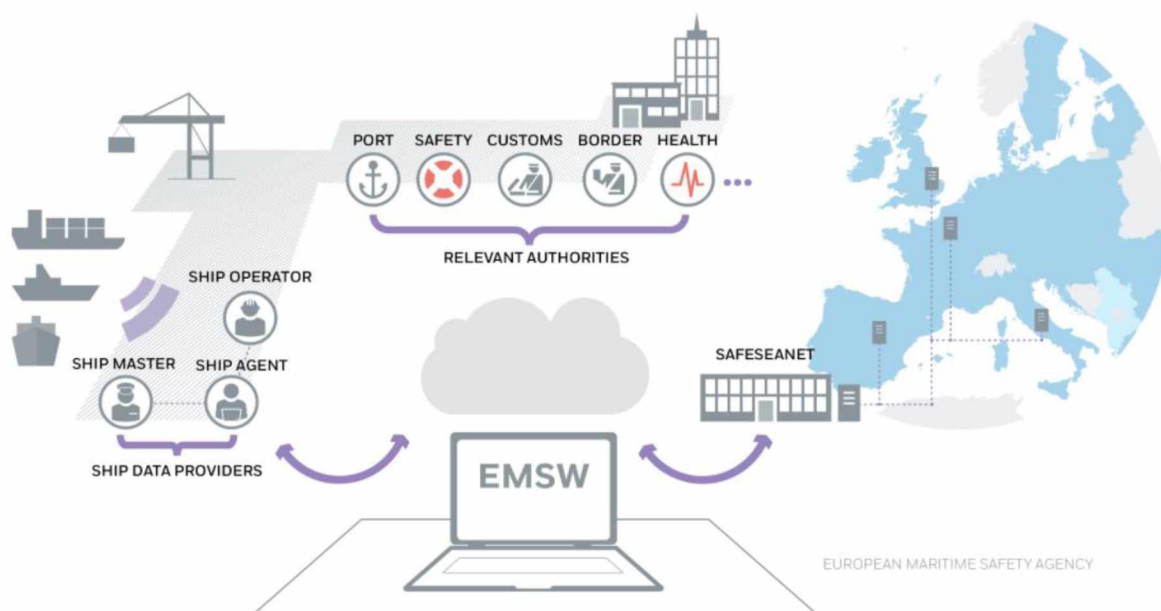 PORT
SAFETY
CUSTOMS
BORDER
HEALTH
RELEVANT AUTHORITIES
SHIP OPERATOR
SHIP MASTER
SHIP AGENT
SHIP DATA PROVIDERS
SAFESEANET
EMSW
EUROPEAN MARITIME SAFETY AGENCY